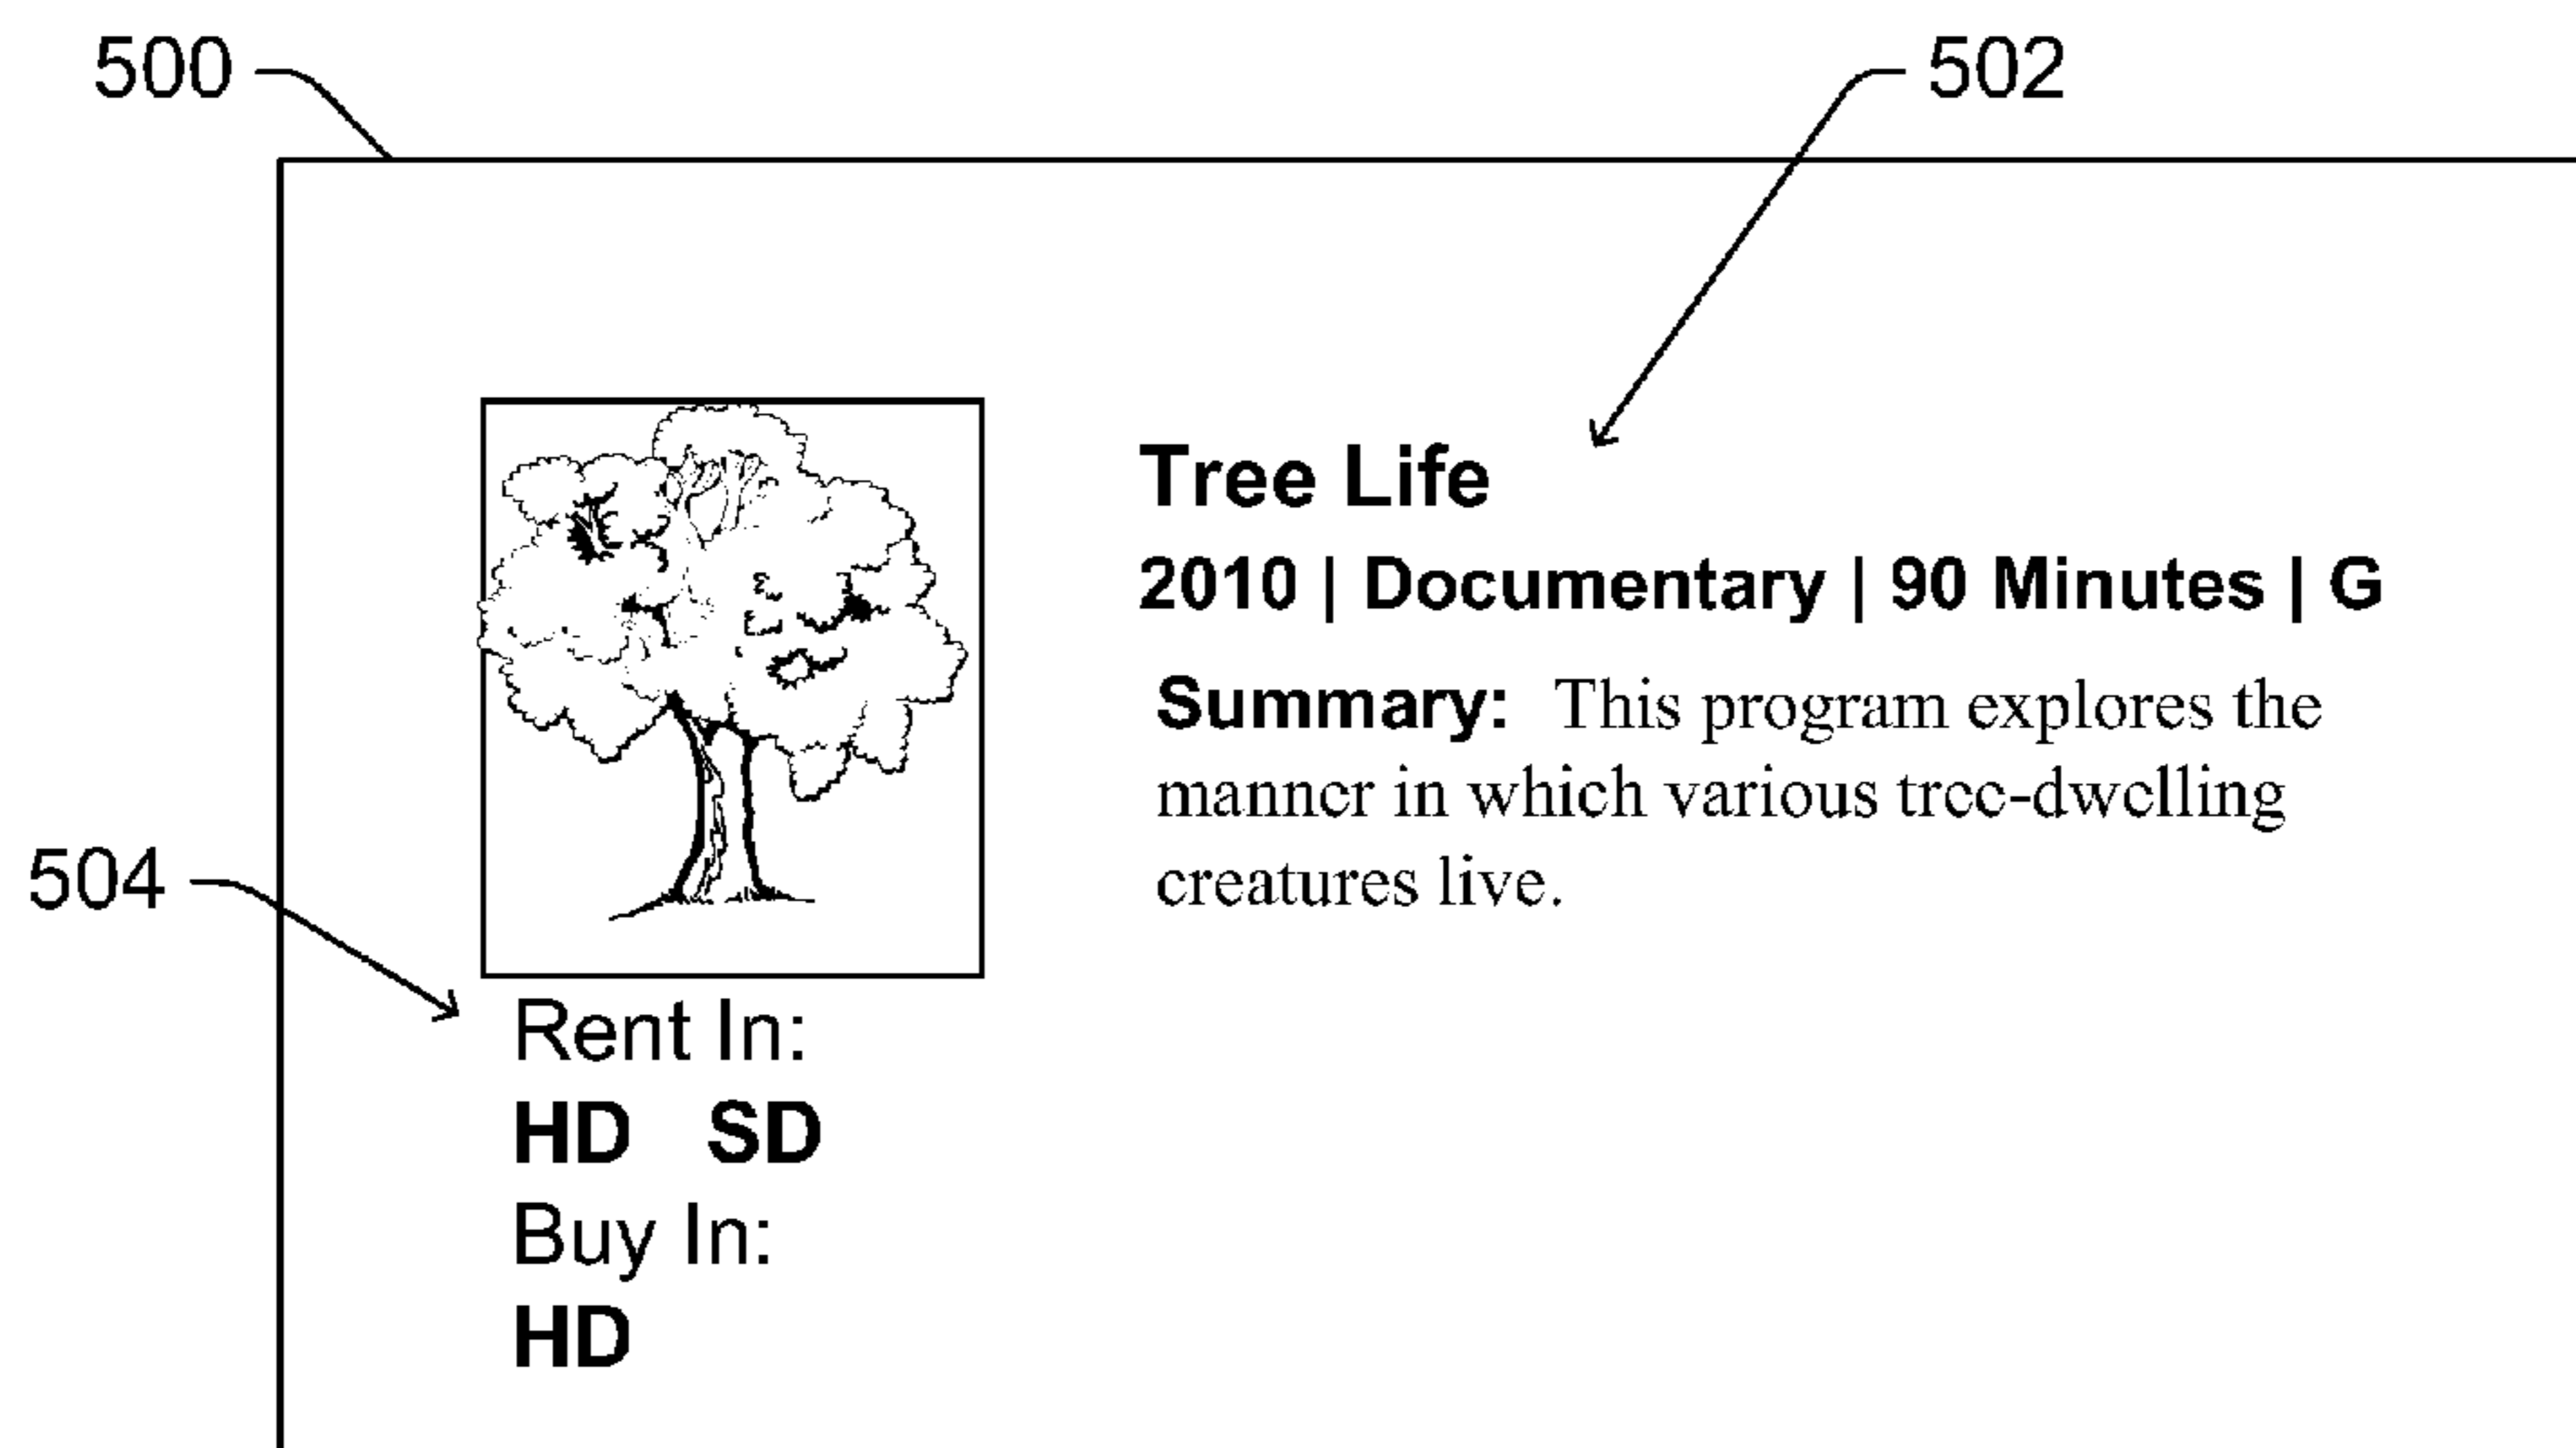 500
502
Tree Life
2010 | Documentary | 90 Minutes | G
Summary: This program explores the
manner in which various tree-dwelling
creatures live.
504
Rent In:
HD SD
Buy In:
HD